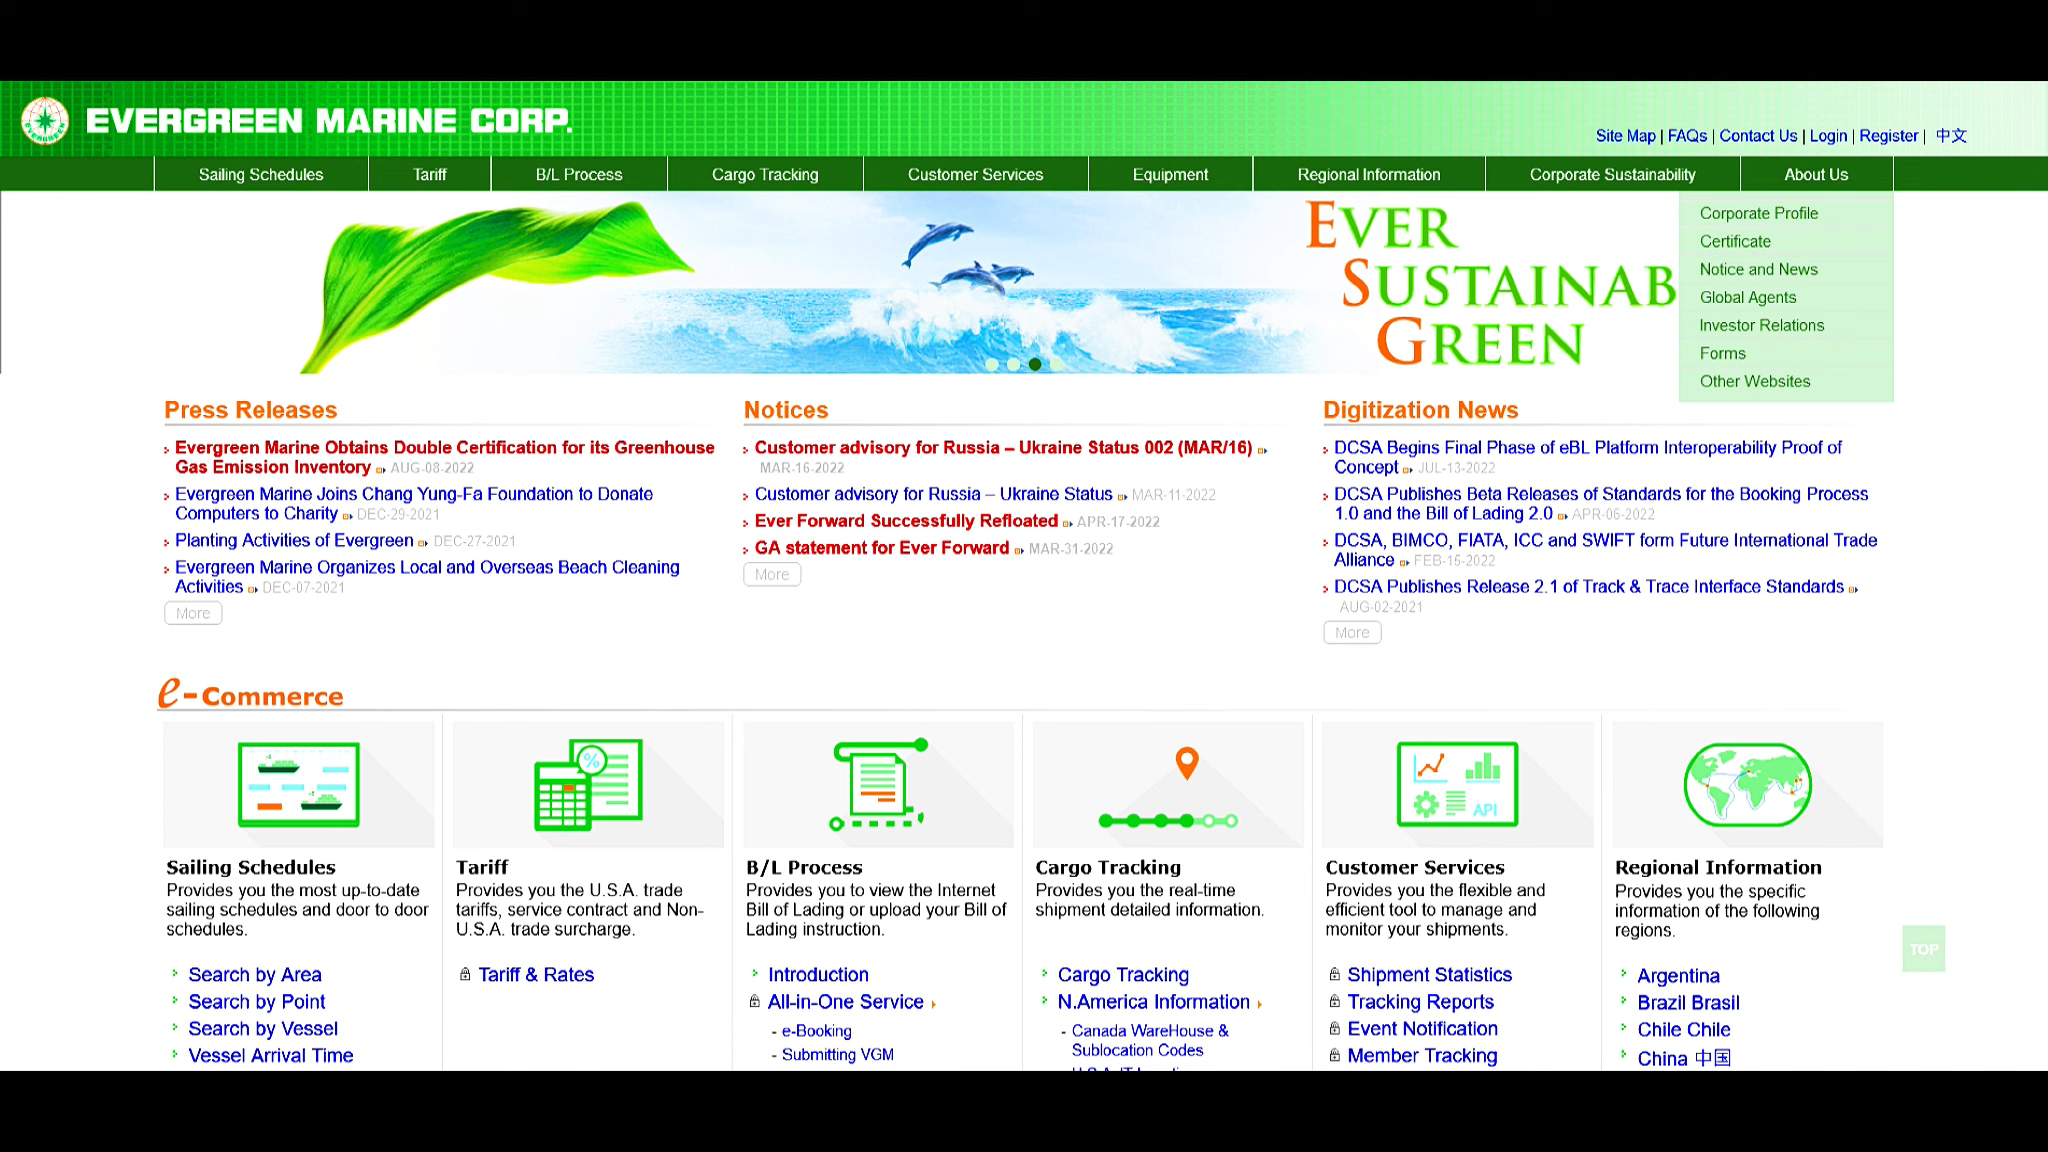 EVERGREEN MARINE CORP.
Site Map | FAQs | Contact Us | Login | Register | 中文
Sailing Schedules
Tariff
B/L Process
Cargo Tracking
Customer Services
Equipment
Regional Information
Corporate Sustainability
About Us
EVER
SUSTAINAB
GREEN
Corporate Profile
Certificate
Notice and News
Global Agents
Investor Relations
Forms
Other Websites
Press Releases
Evergreen Marine Obtains Double Certification for its Greenhouse
Gas Emission Inventory AUG-08-2022
Evergreen Marine Joins Chang Yung-Fa Foundation to Donate
Computers to Charity DEC-29-2021
Planting Activities of Evergreen DEC-27-2021
Evergreen Marine Organizes Local and Overseas Beach Cleaning
Activities DEC-07-2021
More
Notices
Customer advisory for Russia – Ukraine Status 002 (MAR/16)
MAR-16-2022
Customer advisory for Russia – Ukraine Status MAR-11-2022
Ever Forward Successfully Refloated APR-17-2022
GA statement for Ever Forward MAR-31-2022
More
Digitization News
DCSA Begins Final Phase of eBL Platform Interoperability Proof of
Concept JUL-13-2022
DCSA Publishes Beta Releases of Standards for the Booking Process
1.0 and the Bill of Lading 2.0 APR-06-2022
DCSA, BIMCO, FIATA, ICC and SWIFT form Future International Trade
Alliance FEB-15-2022
DCSA Publishes Release 2.1 of Track & Trace Interface Standards
AUG-02-2021
More
e-Commerce
Sailing Schedules
Provides you the most up-to-date
sailing schedules and door to door
schedules.
Search by Area
Search by Point
Search by Vessel
Vessel Arrival Time
%
Tariff
Provides you the U.S.A. trade
tariffs, service contract and Non-
U.S.A. trade surcharge.
Tariff & Rates
B/L Process
Provides you to view the Internet
Bill of Lading or upload your Bill of
Lading instruction.
Introduction
All-in-One Service
- e-Booking
- Submitting VGM
Cargo Tracking
Provides you the real-time
shipment detailed information.
Cargo Tracking
N.America Information
- Canada WareHouse &
Sublocation Codes
API
Customer Services
Provides you the flexible and
efficient tool to manage and
monitor your shipments.
Shipment Statistics
Tracking Reports
Event Notification
Member Tracking
Regional Information
Provides you the specific
information of the following
regions.
Argentina
Brazil Brasil
Chile Chile
China 中国
TOP